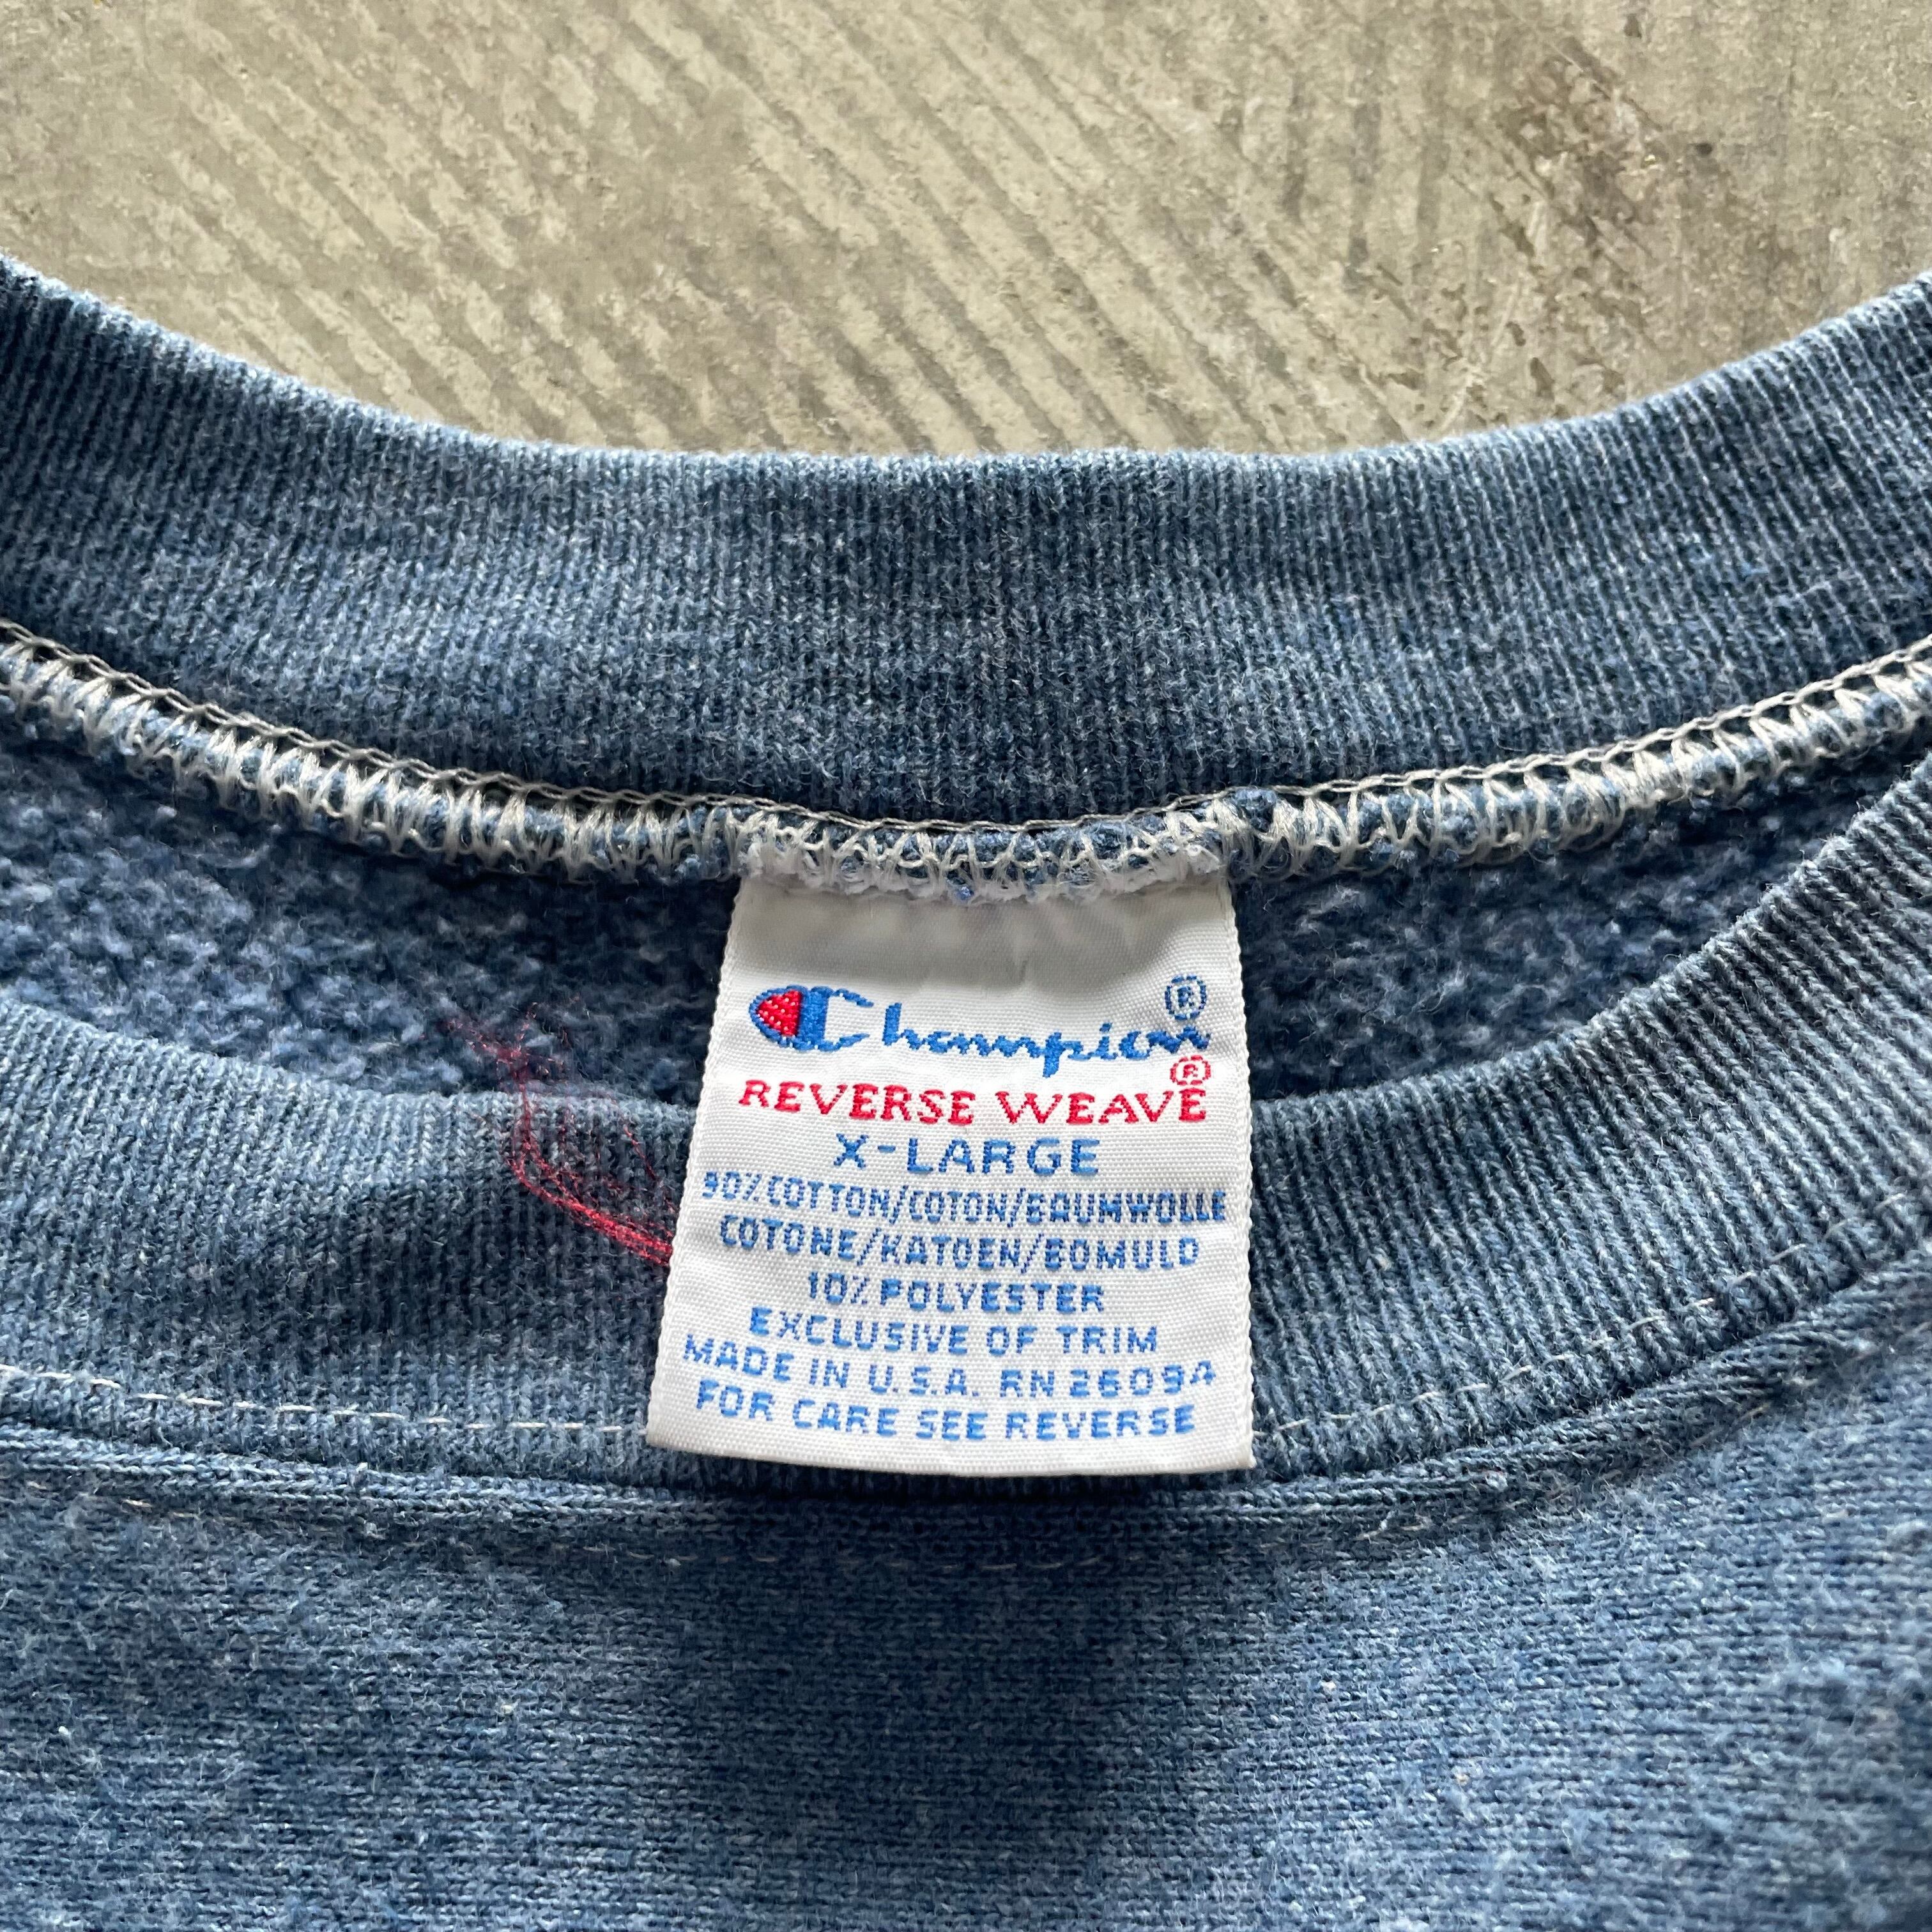 Champion®
REVERSE WEAVE®
X-LARGE
90% COTTON/COTON/BAUMWOLLE
COTONE/KATOEN/BOMULD
10% POLYESTER
EXCLUSIVE OF TRIM
MADE IN U.S.A. RN 26094
FOR CARE SEE REVERSE